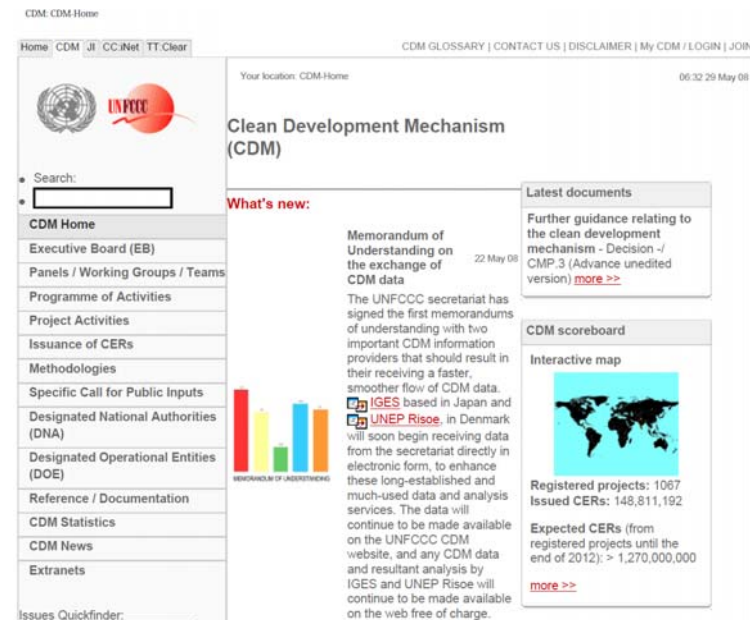 CDM: CDM-Home
Home CDM JI CC:iNet TT:Clear
CDM GLOSSARY | CONTACT US | DISCLAIMER | My CDM / LOGIN | JOIN
Your location: CDM-Home
06:32 29 May 08
UNFCCC
Clean Development Mechanism
(CDM)
Search:
CDM Home
Executive Board (EB)
Panels / Working Groups / Teams
Programme of Activities
Project Activities
Issuance of CERs
Methodologies
Specific Call for Public Inputs
Designated National Authorities
(DNA)
Designated Operational Entities
(DOE)
Reference / Documentation
CDM Statistics
CDM News
Extranets
Issues Quickfinder:
What's new:
MEMORANDUM OF UNDERSTANDING
Memorandum of
Understanding on
the exchange of
CDM data
22 May 08
The UNFCCC secretariat has
signed the first memorandums
of understanding with two
important CDM information
providers that should result in
their receiving a faster,
smoother flow of CDM data.
IGES based in Japan and
UNEP Risoe, in Denmark
will soon begin receiving data
from the secretariat directly in
electronic form, to enhance
these long-established and
much-used data and analysis
services. The data will
continue to be made available
on the UNFCCC CDM
website, and any CDM data
and resultant analysis by
IGES and UNEP Risoe will
continue to be made available
on the web free of charge.
Latest documents
Further guidance relating to
the clean development
mechanism - Decision -/
CMP.3 (Advance unedited
version) more >>
CDM scoreboard
Interactive map
Registered projects: 1067
Issued CERs: 148,811,192
Expected CERs (from
registered projects until the
end of 2012): > 1,270,000,000
more >>